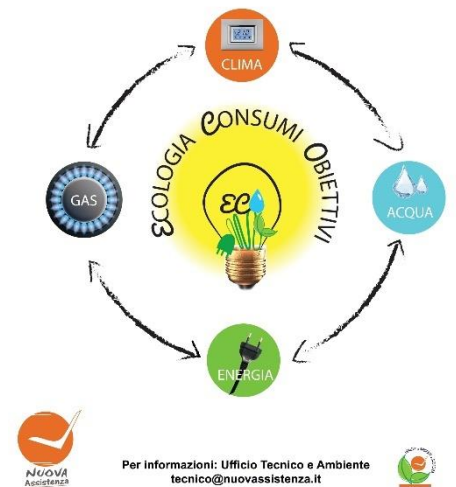 CLIMA
ECOLOGIA CONSUMI OBIETTIVI
EC
GAS
ACQUA
ENERGIA
NUOVA
Assistenza
Per informazioni: Ufficio Tecnico e Ambiente
tecnico@nuovassistenza.it